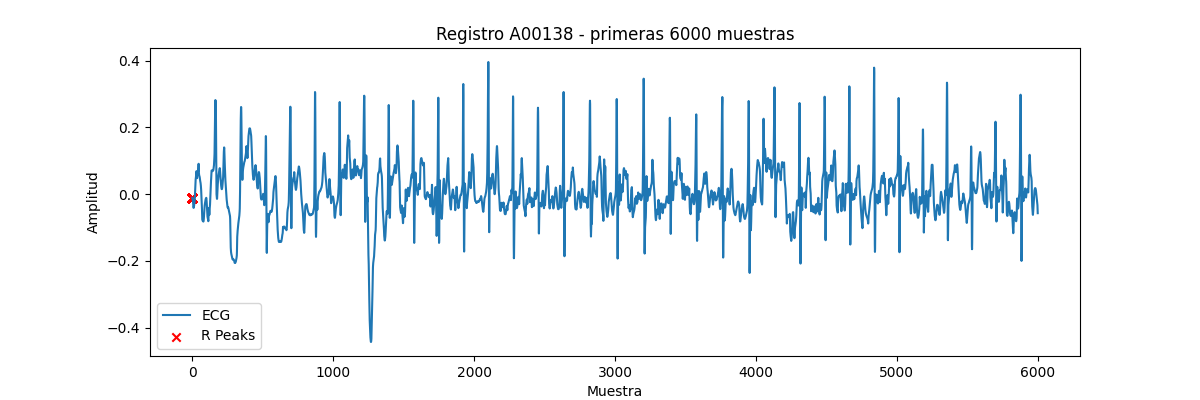 Registro A00138 - primeras 6000 muestras
Amplitud
0.4
0.2
0.0
−0.2
−0.4
ECG
R Peaks
0 1000 2000 3000 4000 5000 6000
Muestra